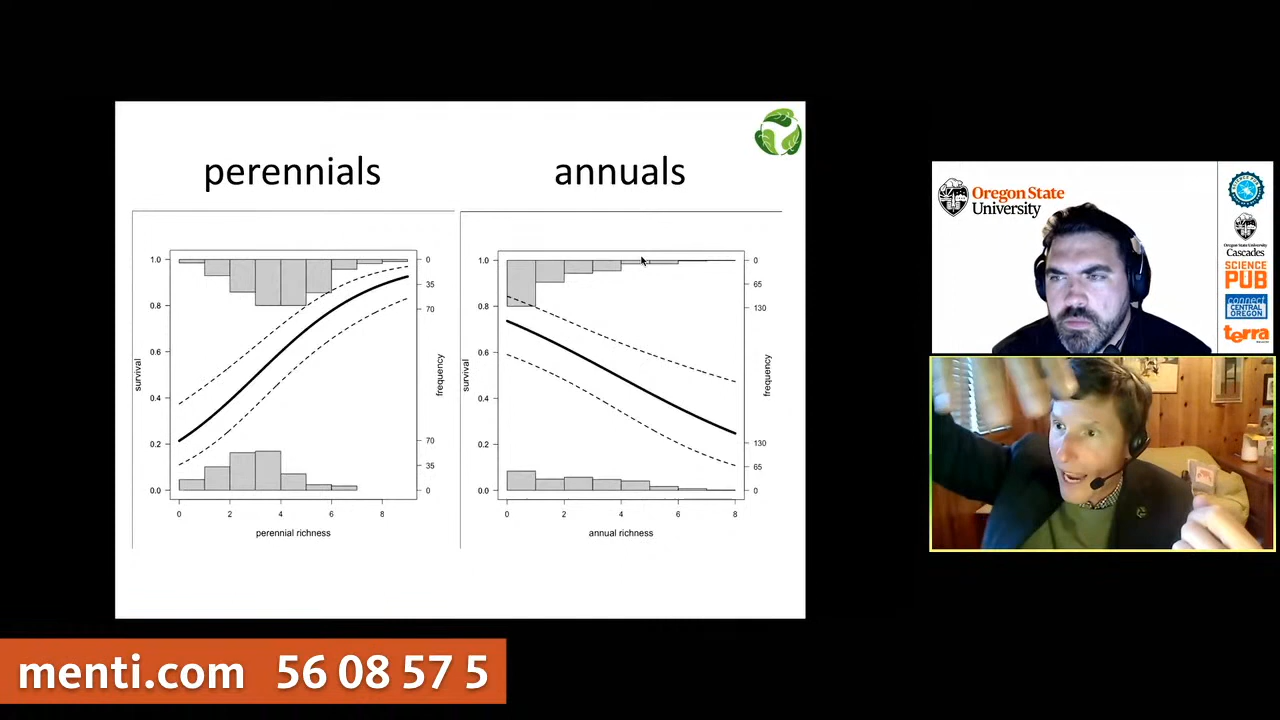 perennials
annuals
1.0
0.8
0.6
0.4
0.2
0.0
survival
0
35
70
70
35
0
frequency
0
2
4
6
8
perennial richness
1.0
0.8
0.6
0.4
0.2
0.0
survival
0
65
130
130
65
0
frequency
0
2
4
6
8
annual richness
Oregon State
University
Oregon State University
Cascades
SCIENCE
PUB
connect
CENTRAL
OREGON
terra
menti.com 56 08 57 5